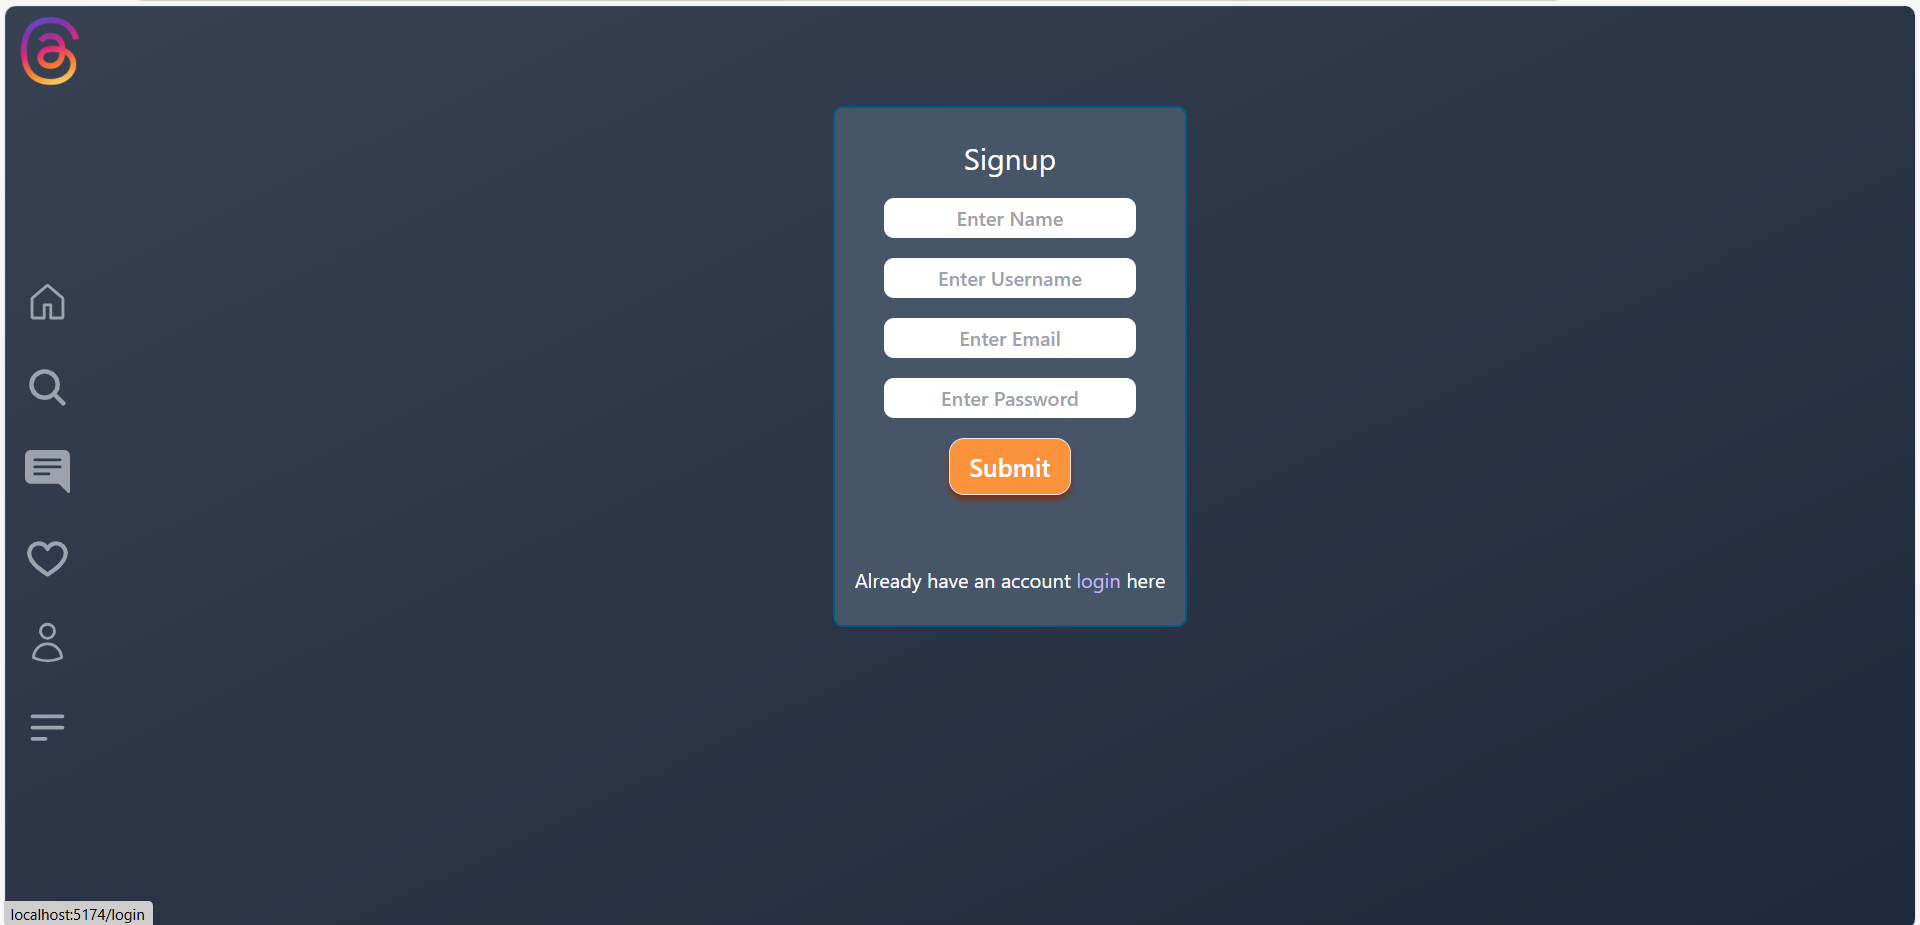 Signup
Enter Name
Enter Username
Enter Email
Enter Password
Submit
Already have an account login here
localhost:5174/login